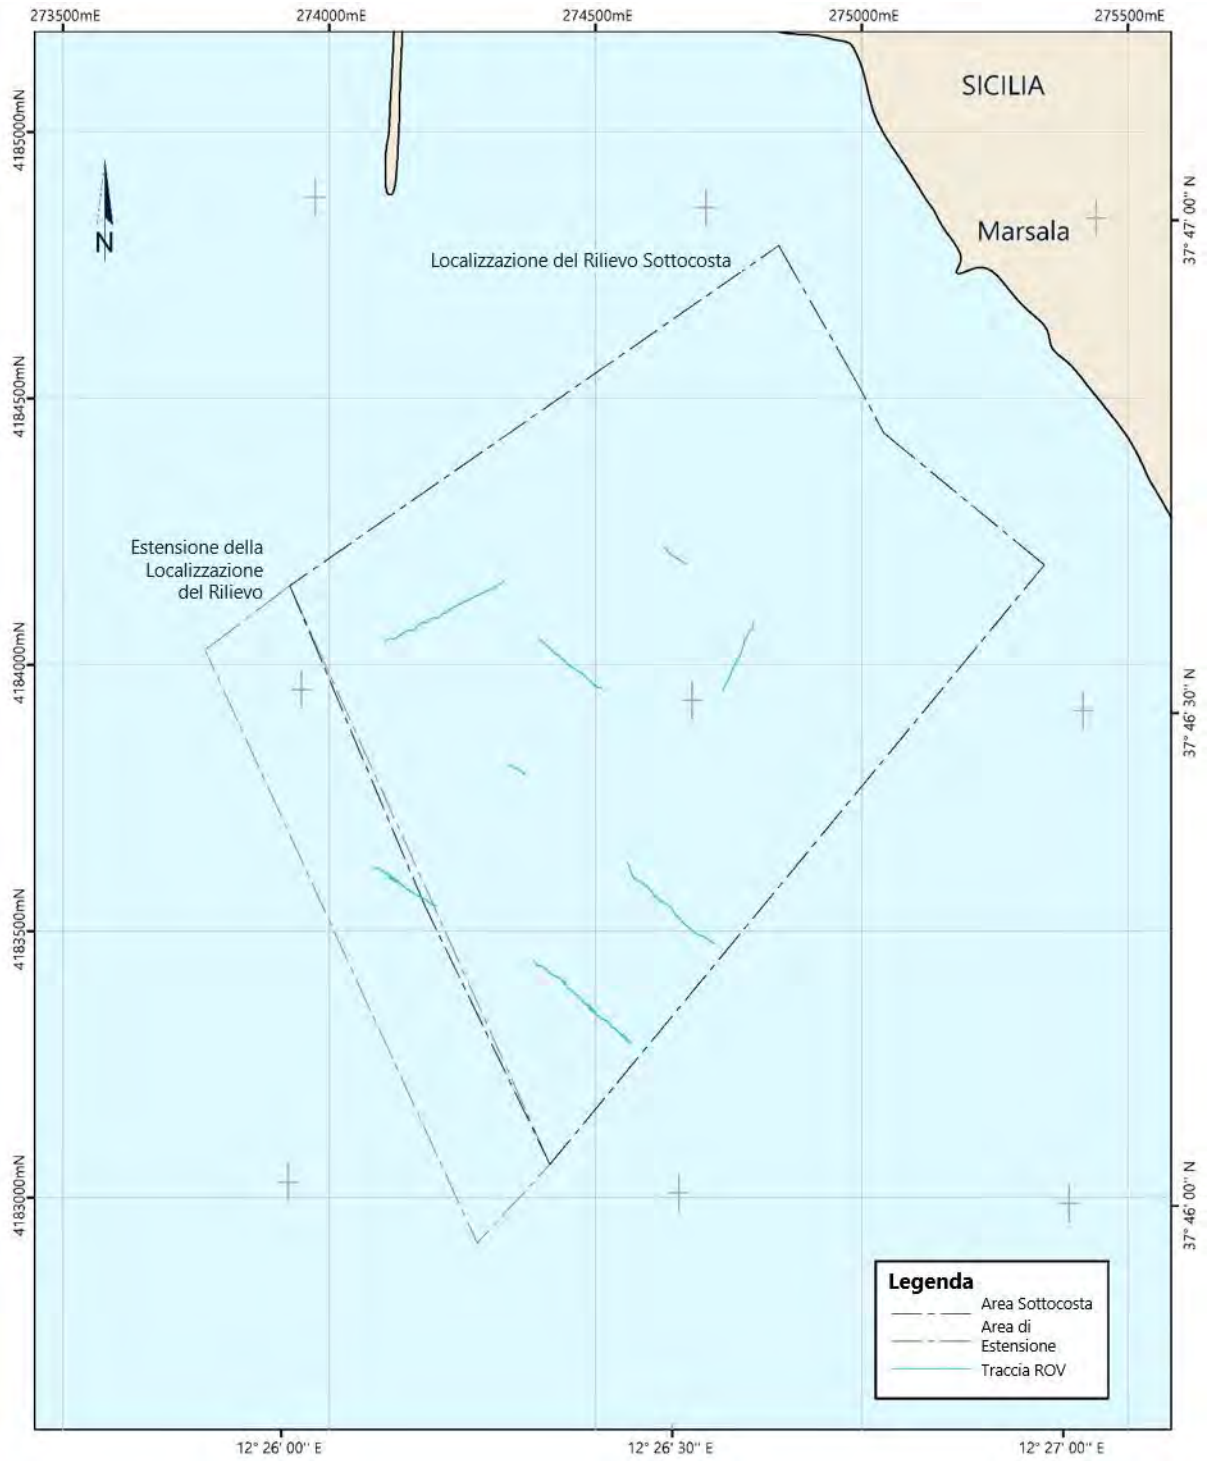 273500mE
274000mE
274500mE
275000mE
275500mE
SICILIA
4185000mN
N
37° 47' 00'' N
Marsala
Localizzazione del Rilievo Sottocosta
4184500mN
Estensione della
Localizzazione
del Rilievo
4184000mN
37° 46' 30'' N
4183500mN
4183000mN
37° 46' 00'' N
Legenda
Area Sottocosta
Area di
Estensione
Traccia ROV
12° 26' 00'' E
12° 26' 30'' E
12° 27' 00'' E